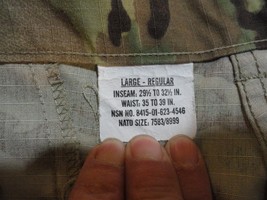 LARGE - REGULAR
INSEAM: 29½ TO 32½ IN.
WAIST: 35 TO 39 IN.
NSN NO. 8415-01-623-4546
NATO SIZE: 7583/9999